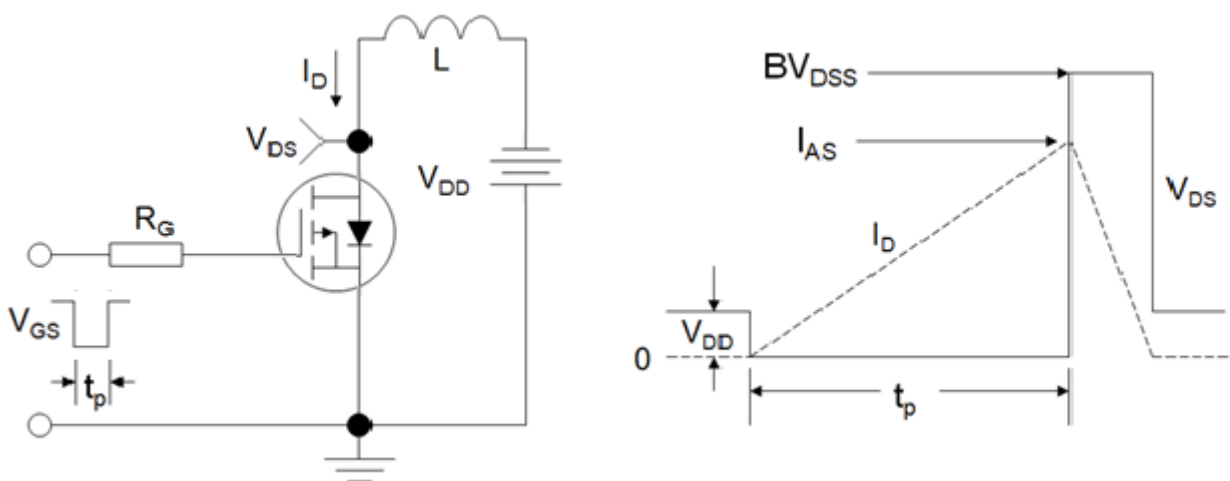 I_D
L
V_DS
V_DD
R_G
V_GS
t_p
BV_DSS
I_AS
V_DS
I_D
V_DD
0
t_p